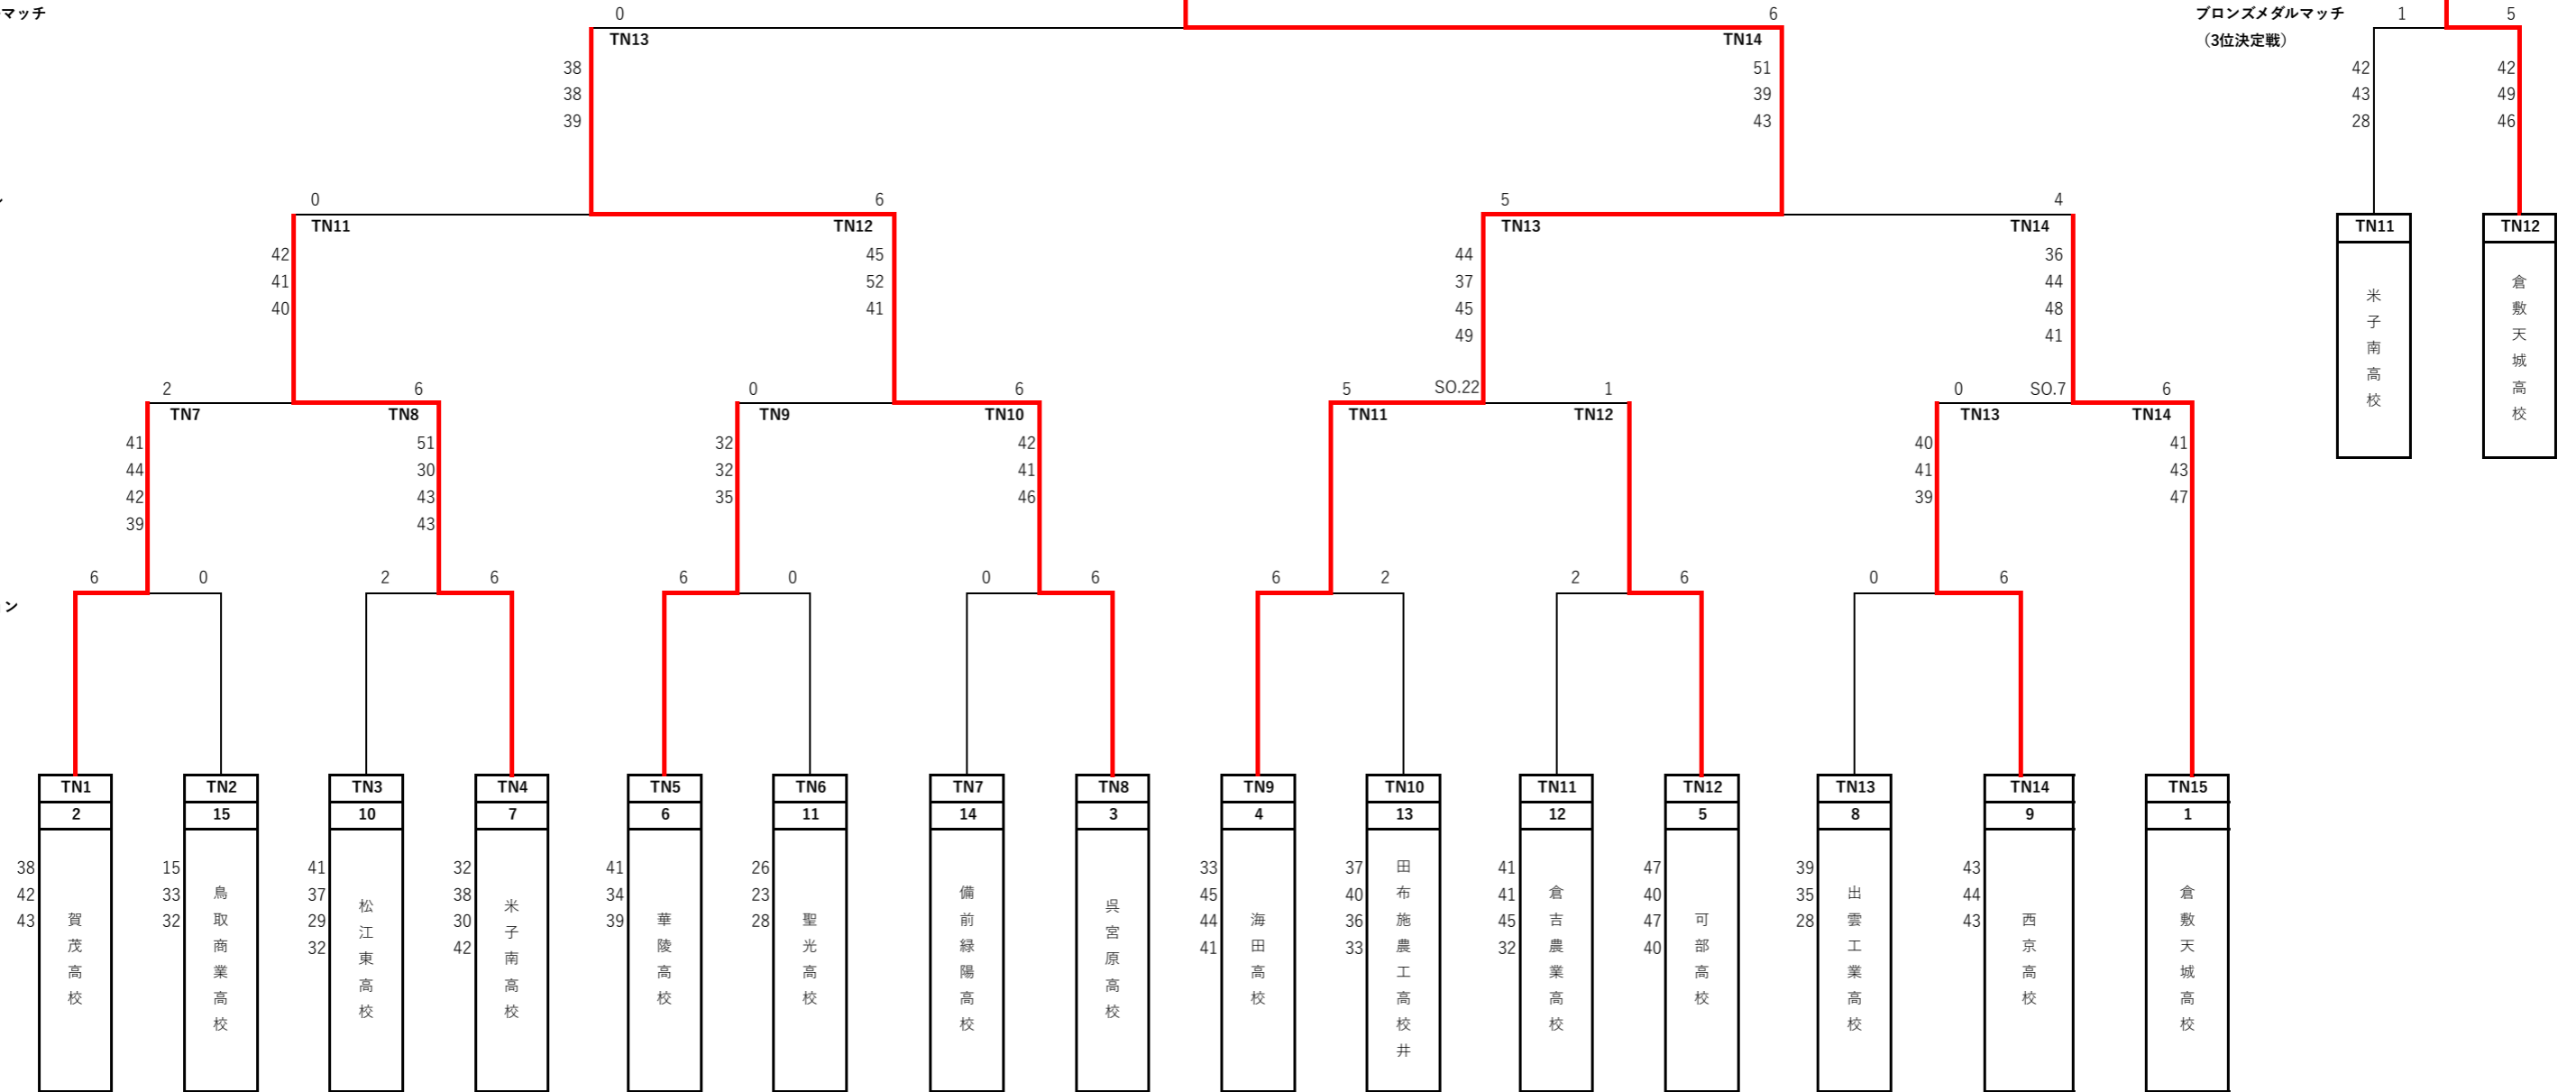 マッチ
0
6
ブロンズメダルマッチ
1
5
TN13
TN14
（3位決定戦）
38
38
39
51
39
43
42
43
28
42
49
46
0
6
5
4
TN11
TN12
TN13
TN14
TN11
TN12
42
41
40
45
52
41
44
37
45
49
36
44
48
41
米子南高校
倉敷天城高校
2
6
0
6
5
SO.22
1
0
SO.7
6
TN7
TN8
TN9
TN10
TN11
TN12
TN13
TN14
41
44
42
39
51
30
43
43
32
32
35
42
41
46
40
41
39
41
43
47
6
0
2
6
6
0
0
6
6
2
2
6
0
6
ン
TN1
TN2
TN3
TN4
TN5
TN6
TN7
TN8
TN9
TN10
TN11
TN12
TN13
TN14
TN15
2
15
10
7
6
11
14
3
4
13
12
5
8
9
1
38
42
43
賀茂高校
15
33
32
鳥取商業高校
41
37
29
32
松江東高校
32
38
30
42
米子南高校
41
34
39
華陵高校
26
23
28
聖光高校
備前緑陽高校
呉宮原高校
33
45
44
41
海田高校
37
40
36
33
田布施農工高校井
41
41
45
32
倉吉農業高校
47
40
47
40
可部高校
39
35
28
出雲工業高校
43
44
43
西京高校
倉敷天城高校